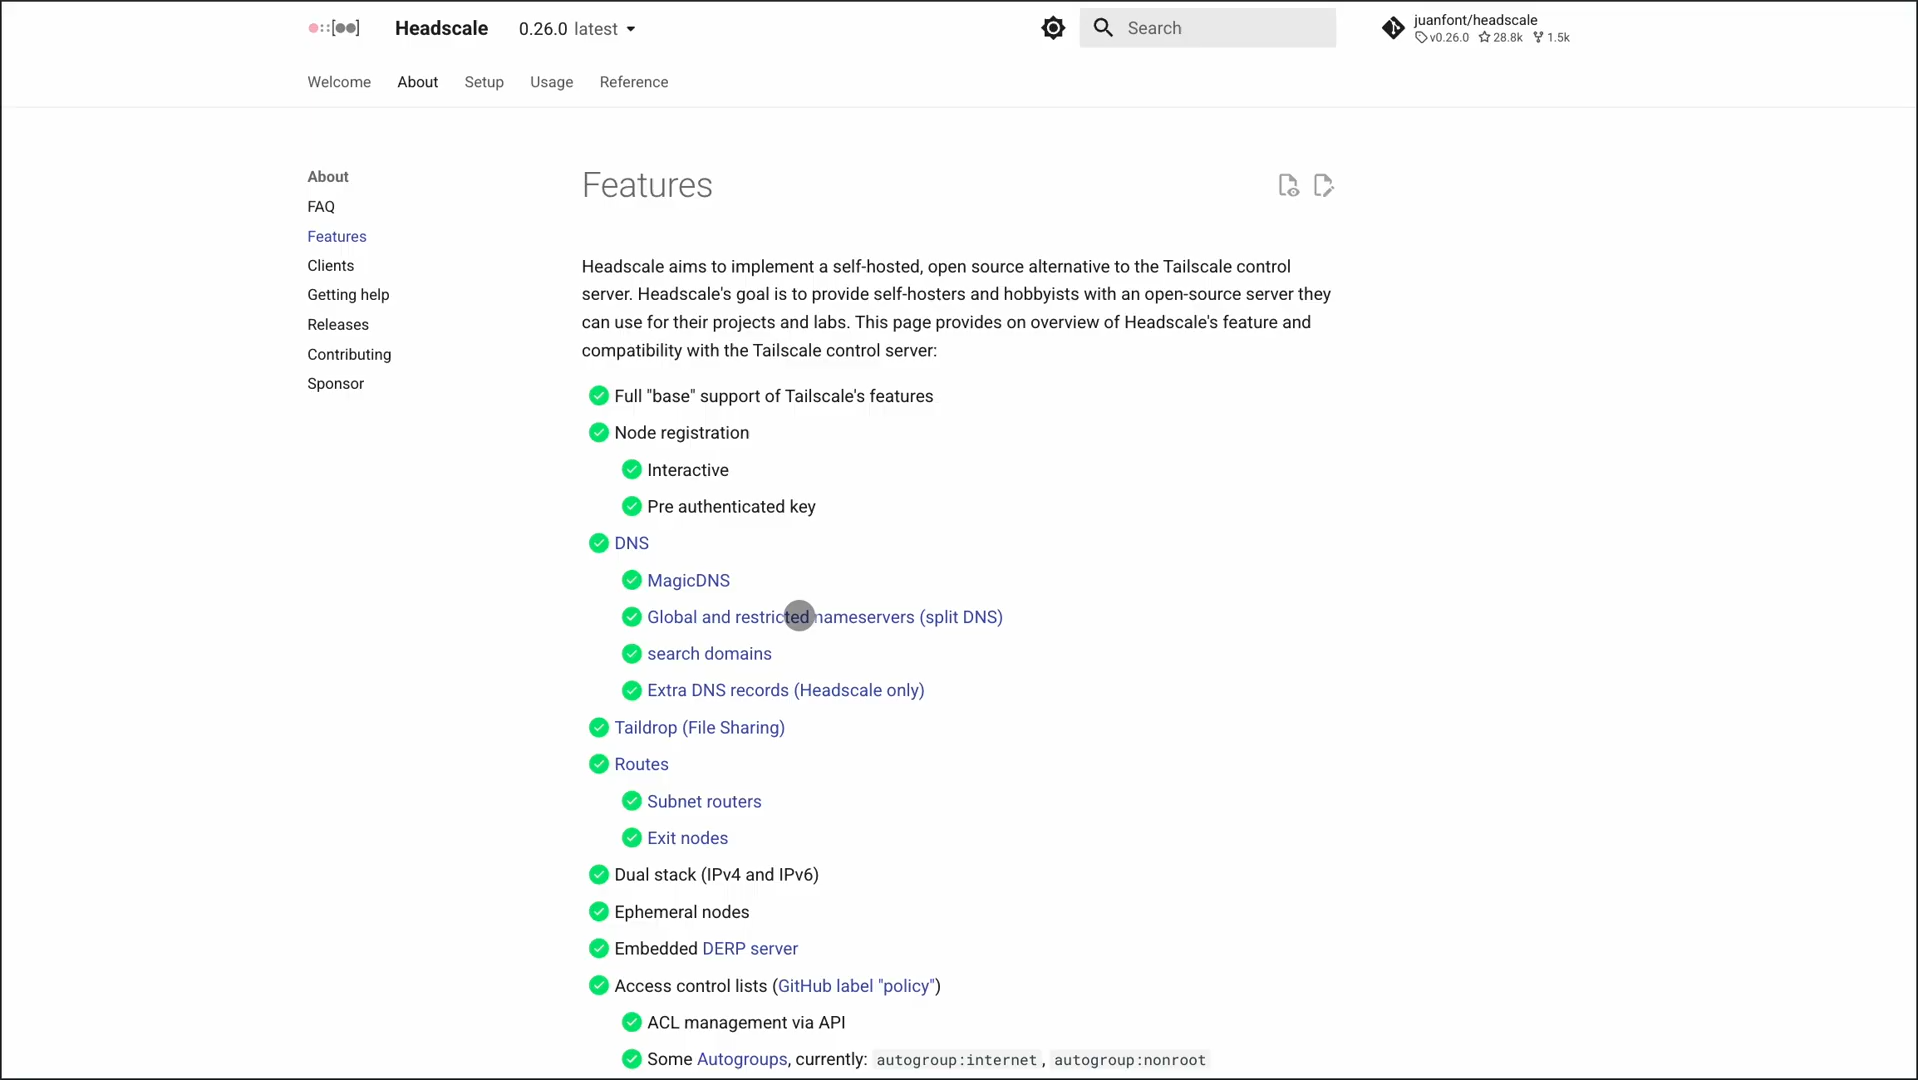 Headscale
0.26.0 latest
Search
juanfont/headscale
v0.26.0 28.8k 1.5k
Welcome
About
Setup
Usage
Reference
About
FAQ
Features
Clients
Getting help
Releases
Contributing
Sponsor
Features
Headscale aims to implement a self-hosted, open source alternative to the Tailscale control
server. Headscale's goal is to provide self-hosters and hobbyists with an open-source server they
can use for their projects and labs. This page provides on overview of Headscale's feature and
compatibility with the Tailscale control server:
Full "base" support of Tailscale's features
Node registration
Interactive
Pre authenticated key
DNS
MagicDNS
Global and restricted nameservers (split DNS)
search domains
Extra DNS records (Headscale only)
Taildrop (File Sharing)
Routes
Subnet routers
Exit nodes
Dual stack (IPv4 and IPv6)
Ephemeral nodes
Embedded DERP server
Access control lists (GitHub label "policy")
ACL management via API
Some Autogroups, currently: autogroup:internet, autogroup:nonroot